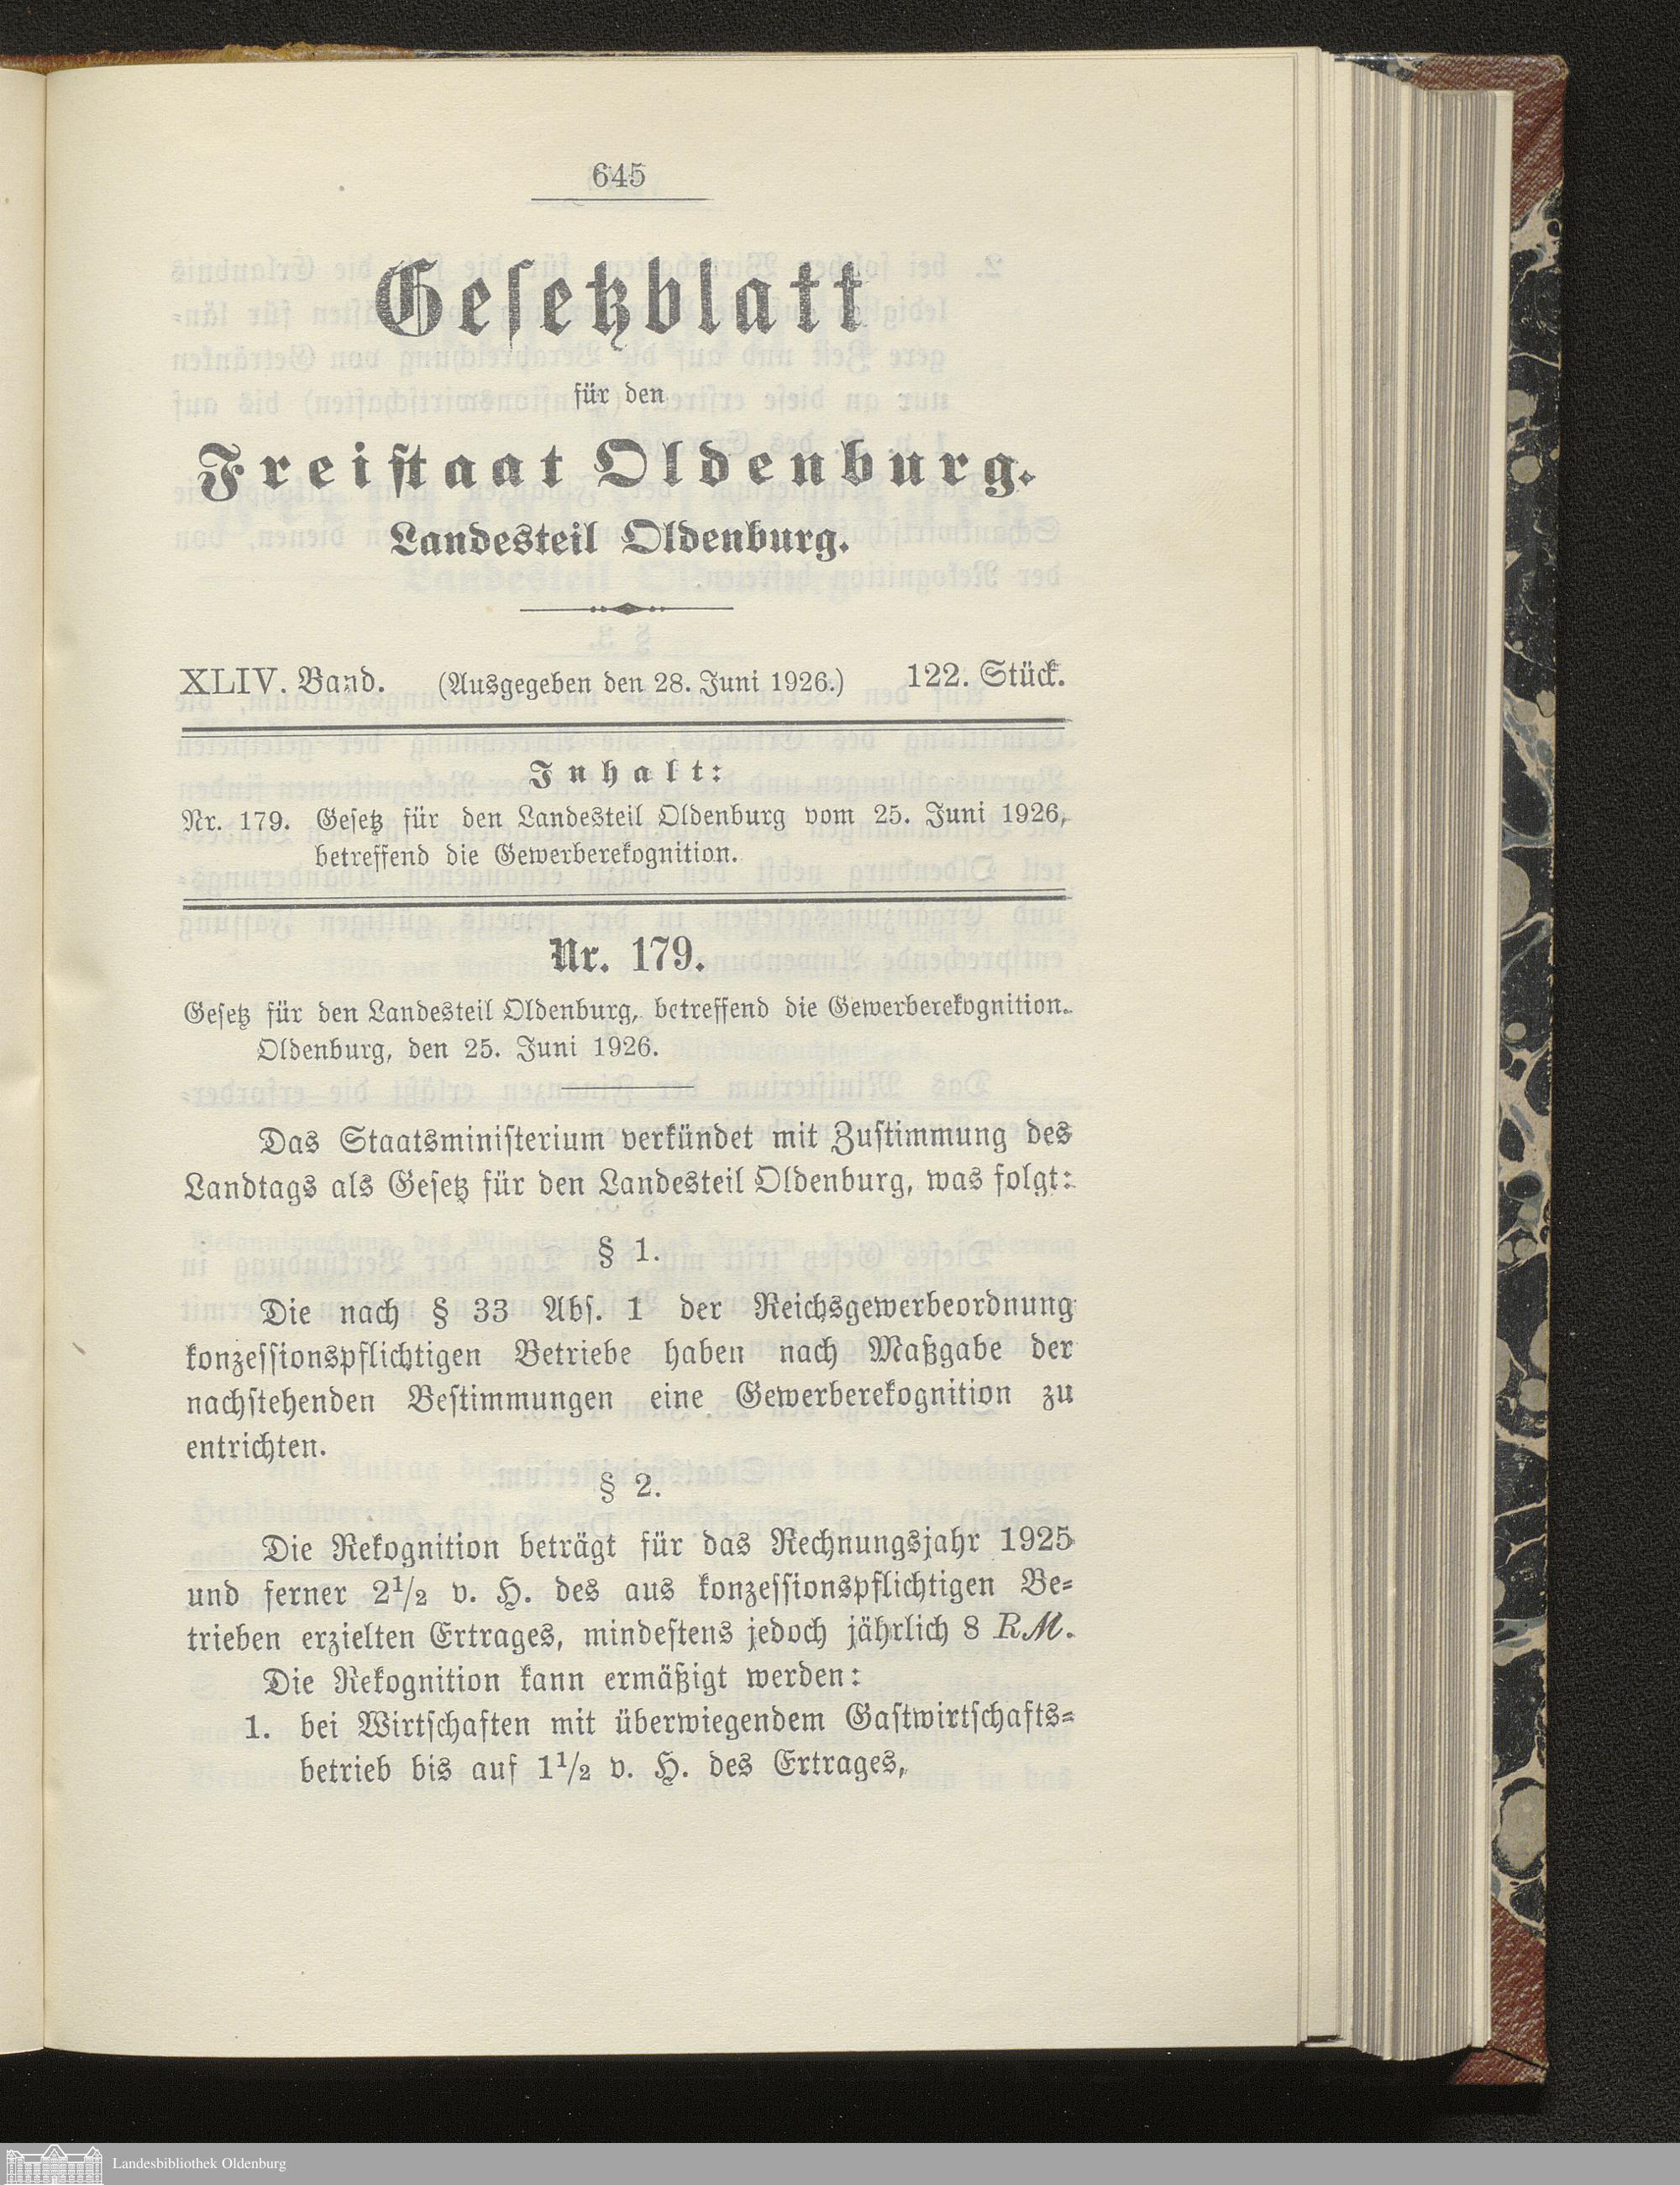 645
Gesetzblatt
für den
Freistaat Oldenburg.
Landesteil Oldenburg.
XLIV. Band. (Ausgegeben den 28. Juni 1926.) 122. Stück.
Inhalt:
Nr. 179. Gesetz für den Landesteil Oldenburg vom 25. Juni 1926,
betreffend die Gewerberekognition.
Nr. 179.
Gesetz für den Landesteil Oldenburg, betreffend die Gewerberekognition.
Oldenburg, den 25. Juni 1926.
Das Staatsministerium verkündet mit Zustimmung des
Landtags als Gesetz für den Landesteil Oldenburg, was folgt:
§ 1.
Die nach § 33 Abs. 1 der Reichsgewerbeordnung
konzessionspflichtigen Betriebe haben nach Maßgabe der
nachstehenden Bestimmungen eine Gewerberekognition zu
entrichten.
§ 2.
Die Rekognition beträgt für das Rechnungsjahr 1925
und ferner 2½ v. H. des aus konzessionspflichtigen Be-
trieben erzielten Ertrages, mindestens jedoch jährlich 8 RM.
Die Rekognition kann ermäßigt werden:
1. bei Wirtschaften mit überwiegendem Gastwirtschafts-
betrieb bis auf 1½ v. H. des Ertrages,
Landesbibliothek Oldenburg